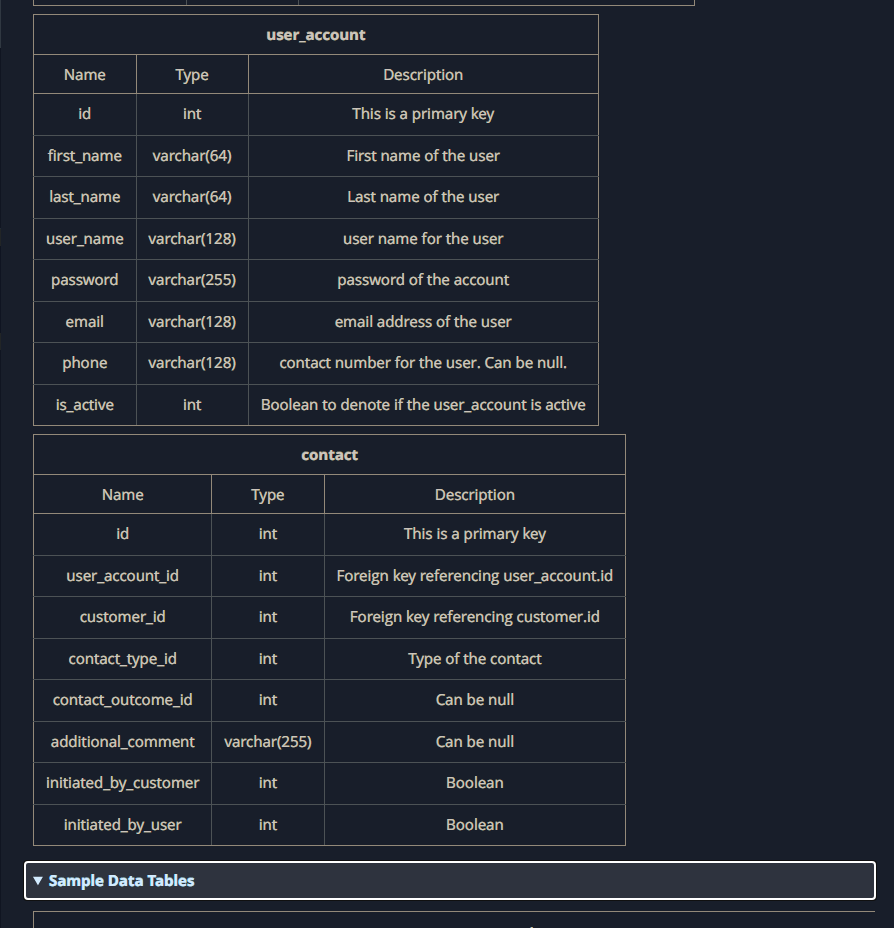 user_account
Name Type Description
id int This is a primary key
first_name varchar(64) First name of the user
last_name varchar(64) Last name of the user
user_name varchar(128) user name for the user
password varchar(255) password of the account
email varchar(128) email address of the user
phone varchar(128) contact number for the user. Can be null.
is_active int Boolean to denote if the user_account is active
contact
Name Type Description
id int This is a primary key
user_account_id int Foreign key referencing user_account.id
customer_id int Foreign key referencing customer.id
contact_type_id int Type of the contact
contact_outcome_id int Can be null
additional_comment varchar(255) Can be null
initiated_by_customer int Boolean
initiated_by_user int Boolean
▼ Sample Data Tables